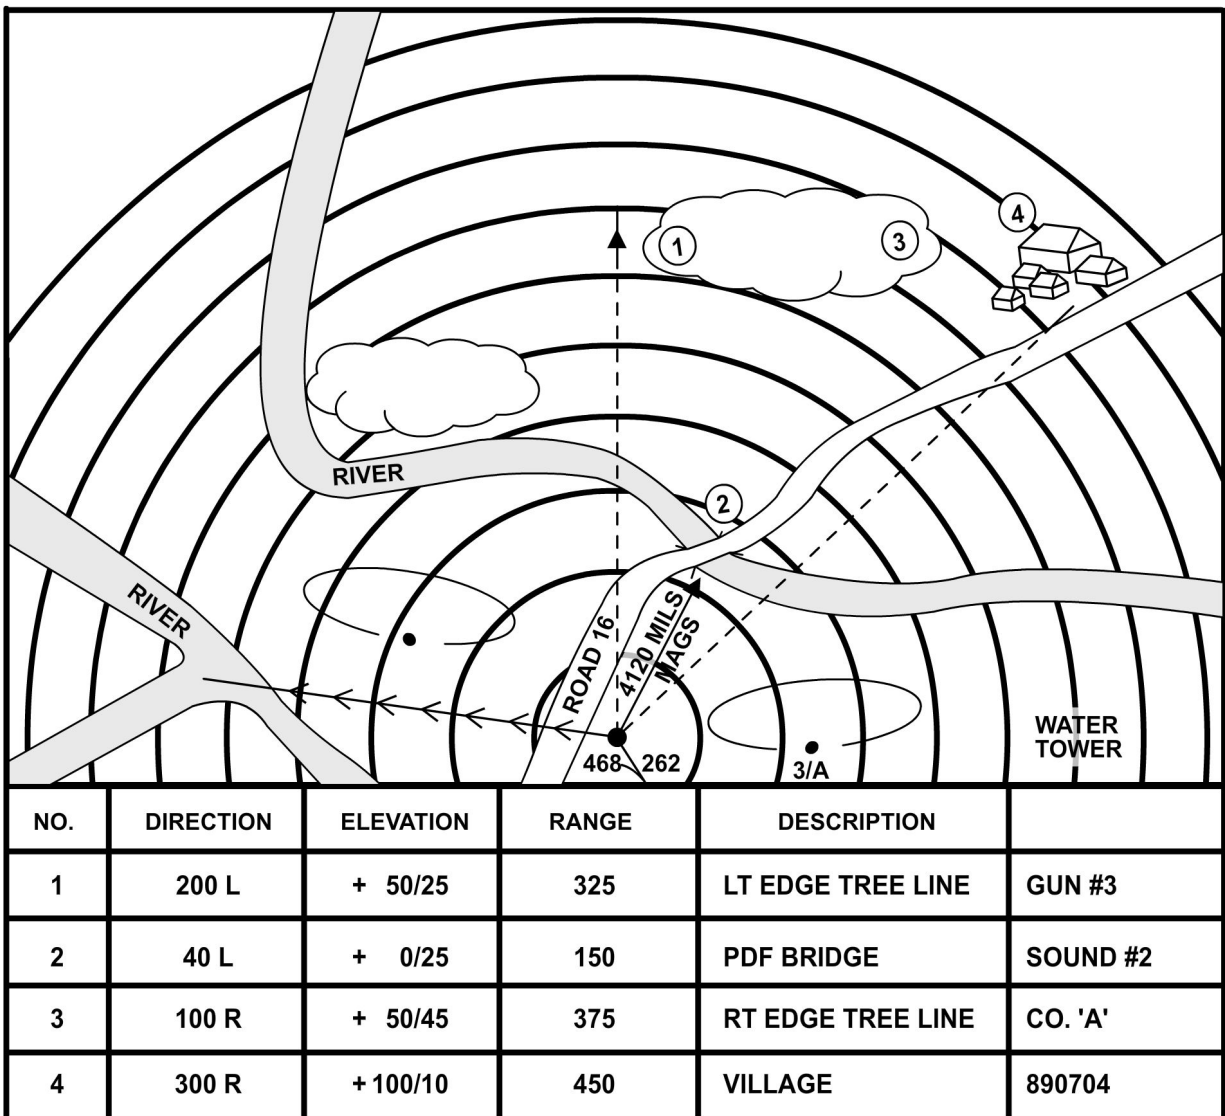 1
3
4
RIVER
2
RIVER
ROAD 16
4120 MILS
MAGS
WATER
TOWER
468 262
3/A
NO. DIRECTION ELEVATION RANGE DESCRIPTION
1 200 L + 50/25 325 LT EDGE TREE LINE GUN #3
2 40 L + 0/25 150 PDF BRIDGE SOUND #2
3 100 R + 50/45 375 RT EDGE TREE LINE CO. 'A'
4 300 R +100/10 450 VILLAGE 890704